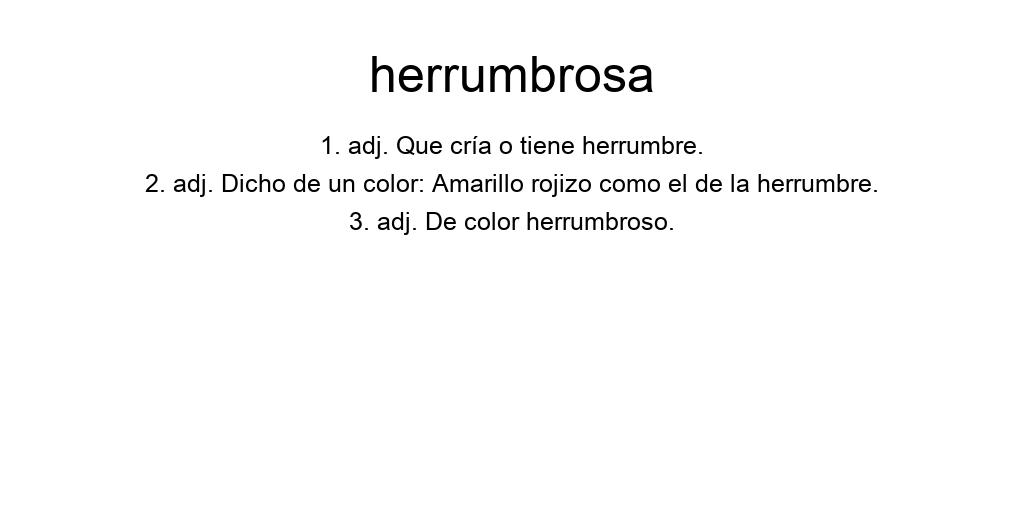 herrumbrosa
1. adj. Que cría o tiene herrumbre.
2. adj. Dicho de un color: Amarillo rojizo como el de la herrumbre.
3. adj. De color herrumbroso.